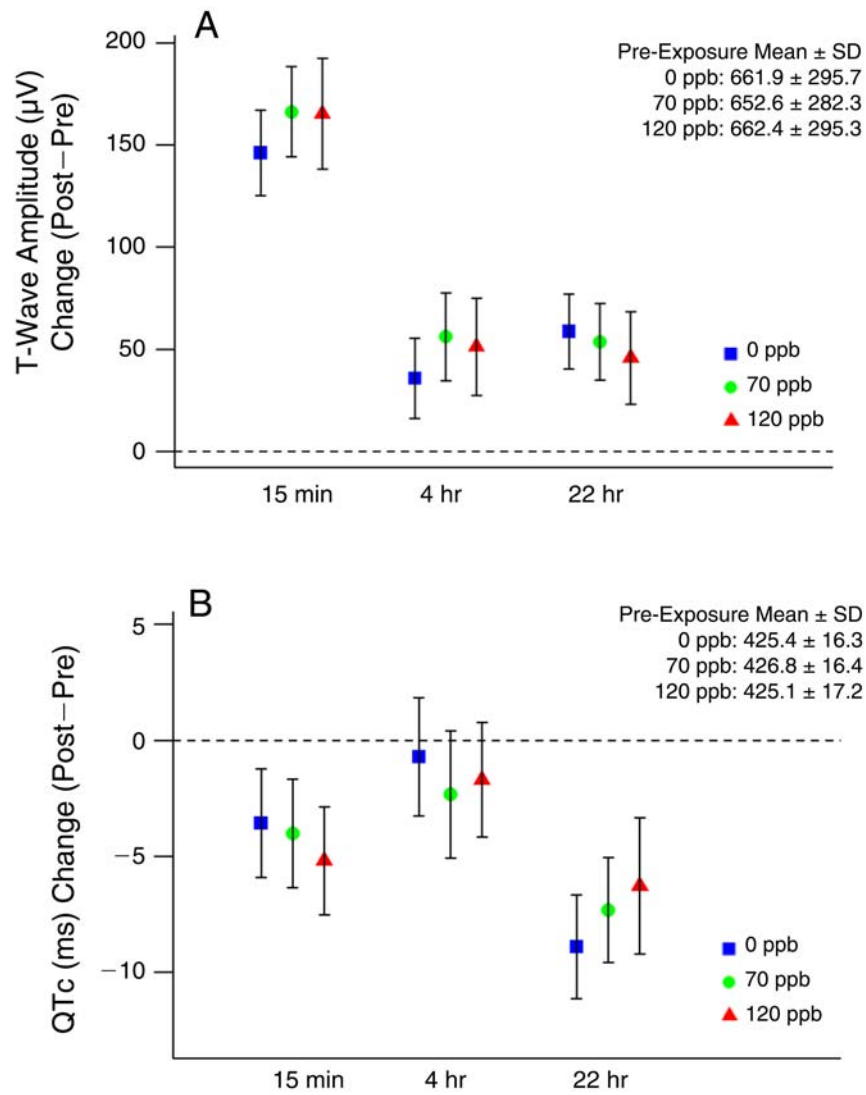 A
Pre-Exposure Mean ± SD
0 ppb: 661.9 ± 295.7
70 ppb: 652.6 ± 282.3
120 ppb: 662.4 ± 295.3
T-Wave Amplitude (µV)
Change (Post−Pre)
200
150
100
50
0
0 ppb
70 ppb
120 ppb
15 min
4 hr
22 hr
B
Pre-Exposure Mean ± SD
0 ppb: 425.4 ± 16.3
70 ppb: 426.8 ± 16.4
120 ppb: 425.1 ± 17.2
QTc (ms) Change (Post−Pre)
5
0
−5
−10
0 ppb
70 ppb
120 ppb
15 min
4 hr
22 hr